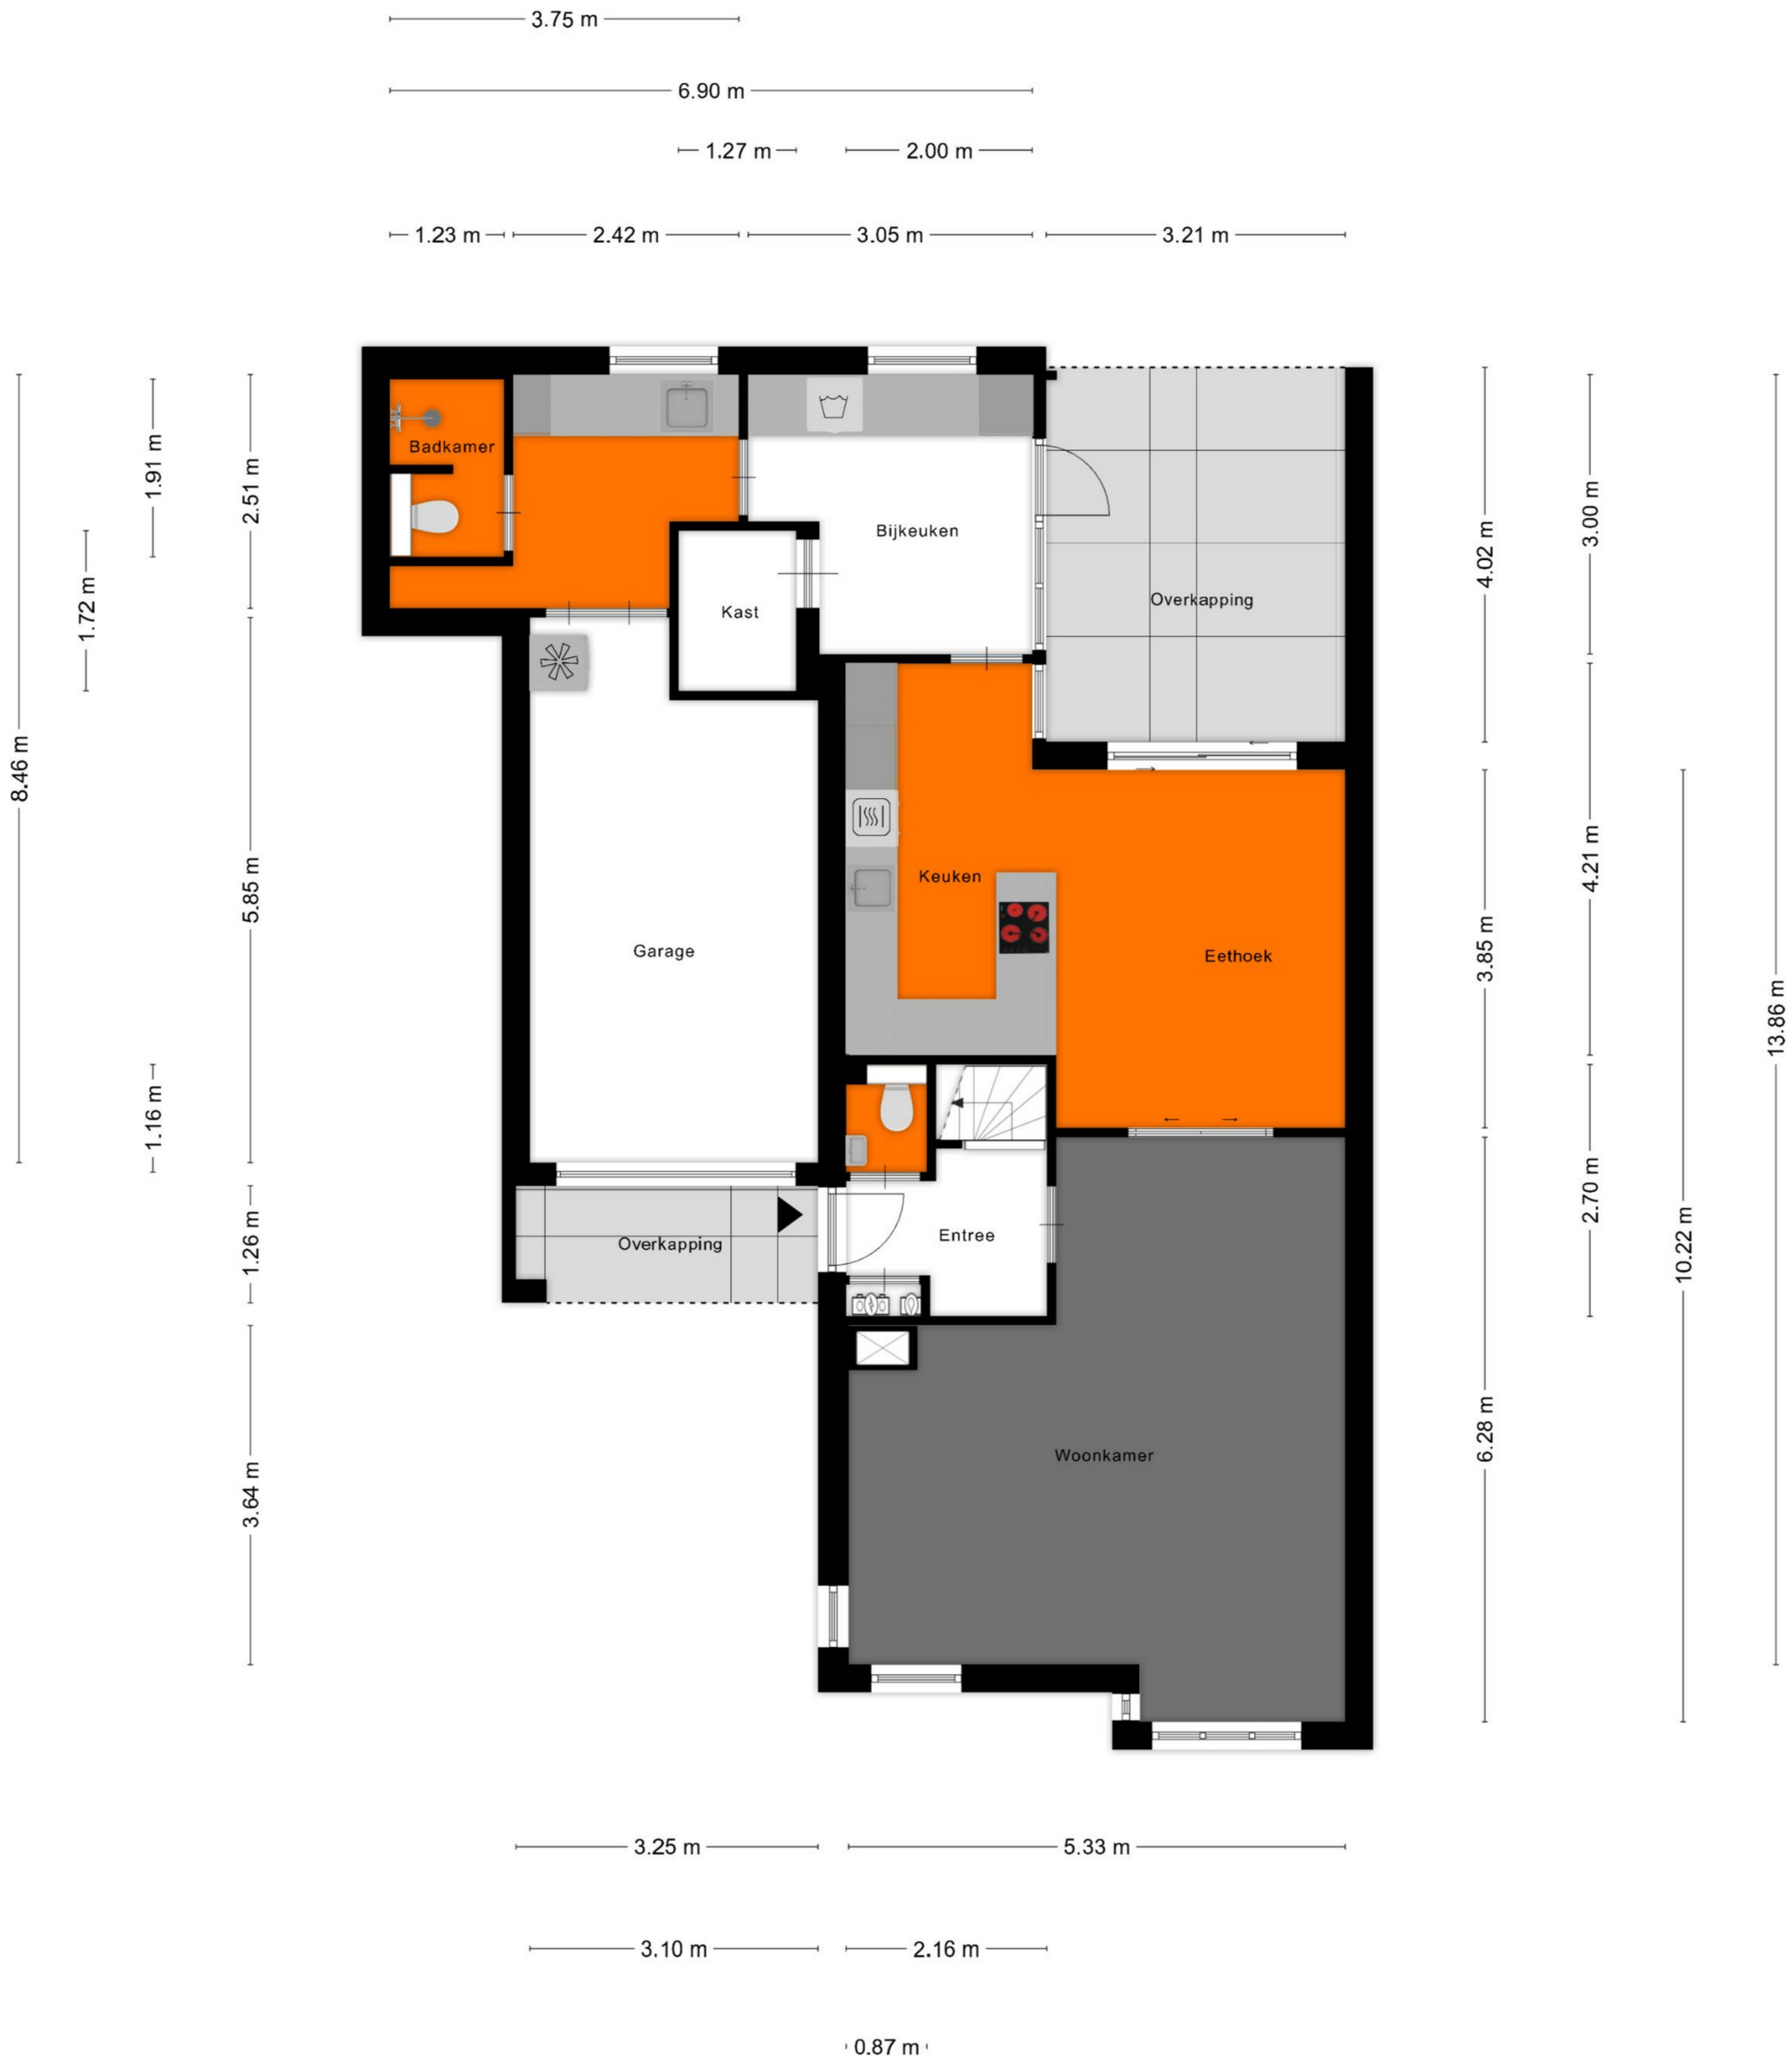 3.75 m
6.90 m
1.27 m
2.00 m
1.23 m
2.42 m
3.05 m
3.21 m
8.46 m
1.72 m
1.91 m
1.16 m
2.51 m
5.85 m
1.26 m
3.64 m
Badkamer
Bijkeuken
Overkapping
Kast
Keuken
Garage
Eethoek
Entree
Overkapping
Woonkamer
4.02 m
3.85 m
6.28 m
3.00 m
4.21 m
2.70 m
10.22 m
13.86 m
3.25 m
5.33 m
3.10 m
2.16 m
0.87 m